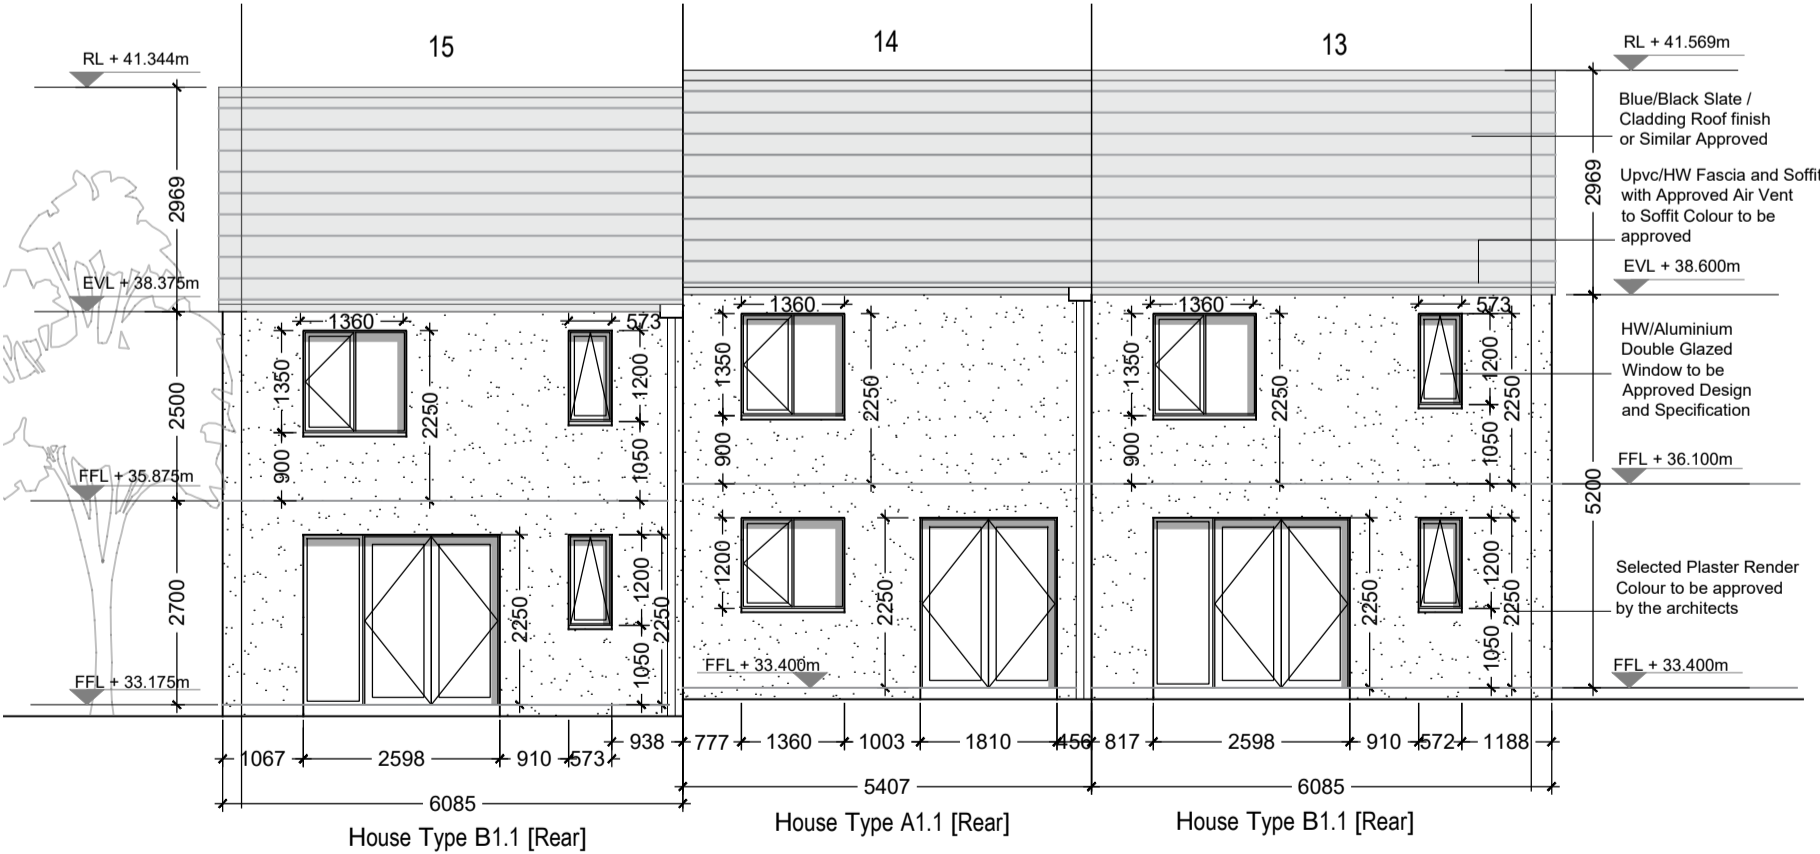 15
14
13
RL + 41.344m
RL + 41.569m
2969
2969
Blue/Black Slate /
Cladding Roof finish
or Similar Approved
Upvc/HW Fascia and Soffit
with Approved Air Vent
to Soffit Colour to be
approved
EVL + 38.375m
EVL + 38.600m
1360
573
1360
1360
573
1350
2250
1200
1350
2250
1350
2250
1200
2250
HW/Aluminium
Double Glazed
Window to be
Approved Design
and Specification
2500
900
1050
900
900
1050
FFL + 35.875m
FFL + 36.100m
5200
2700
2250
1200
2250
1050
1200
2250
2250
1200
2250
1050
Selected Plaster Render
Colour to be approved
by the architects
FFL + 33.175m
FFL + 33.400m
FFL + 33.400m
1067
2598
910
573
938
777
1360
1003
1810
456
817
2598
910
572
1188
6085
5407
6085
House Type B1.1 [Rear]
House Type A1.1 [Rear]
House Type B1.1 [Rear]